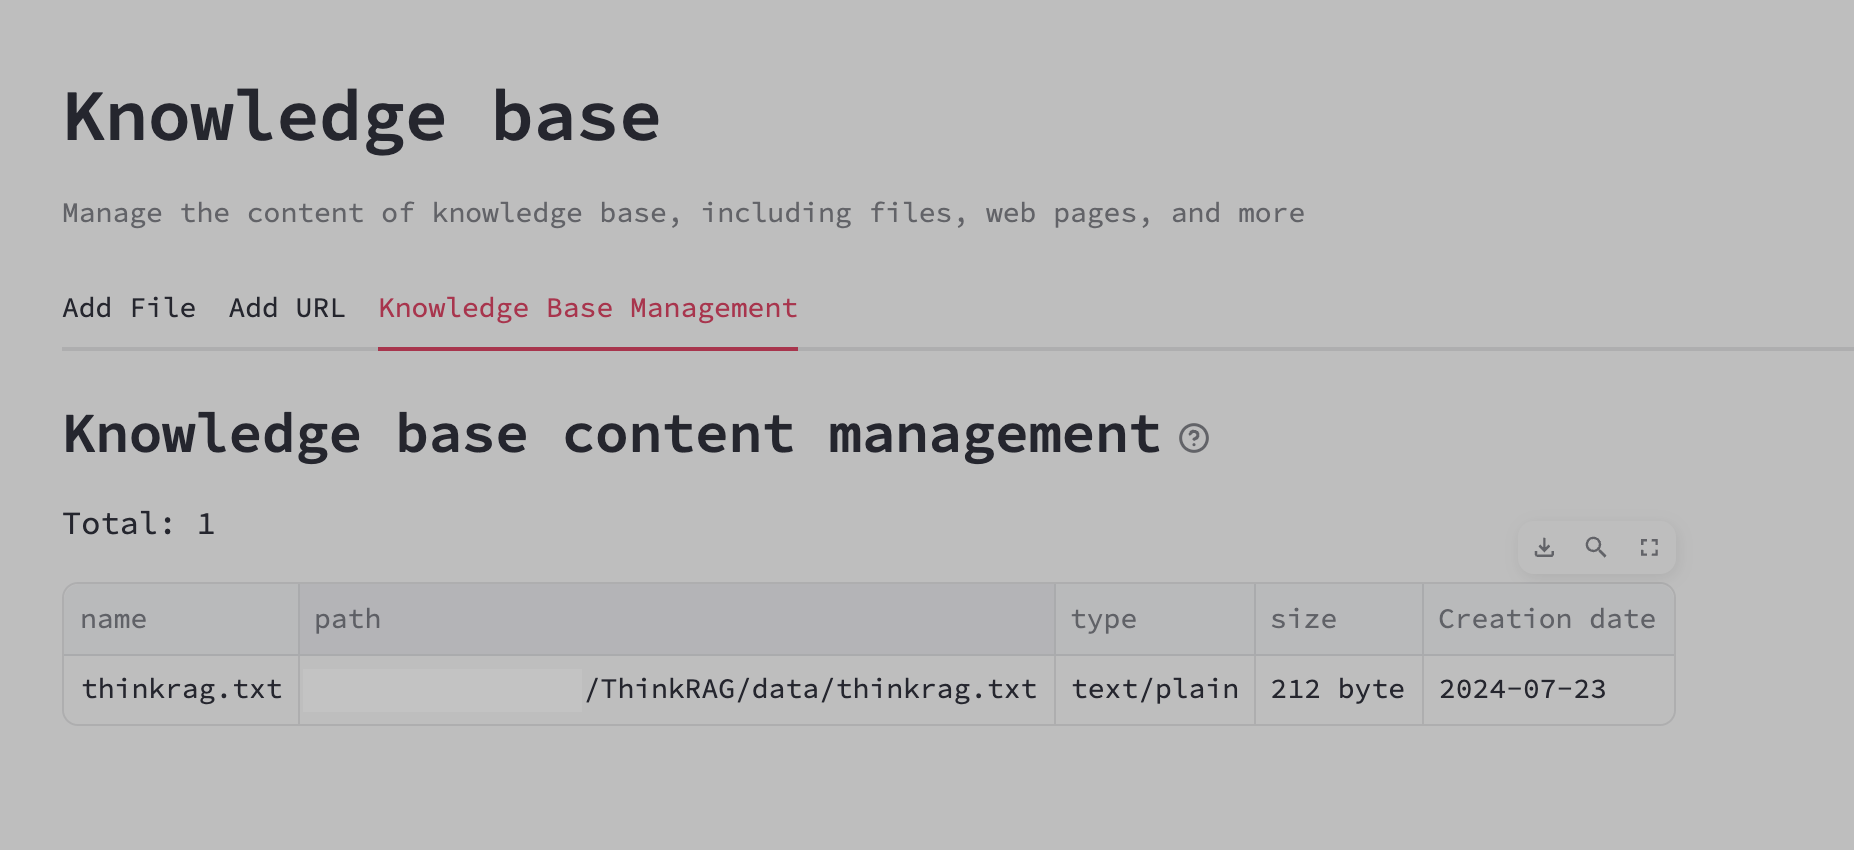 Knowledge base
Manage the content of knowledge base, including files, web pages, and more
Add File Add URL Knowledge Base Management
Knowledge base content management
Total: 1
name path type size Creation date
thinkrag.txt /ThinkRAG/data/thinkrag.txt text/plain 212 byte 2024-07-23